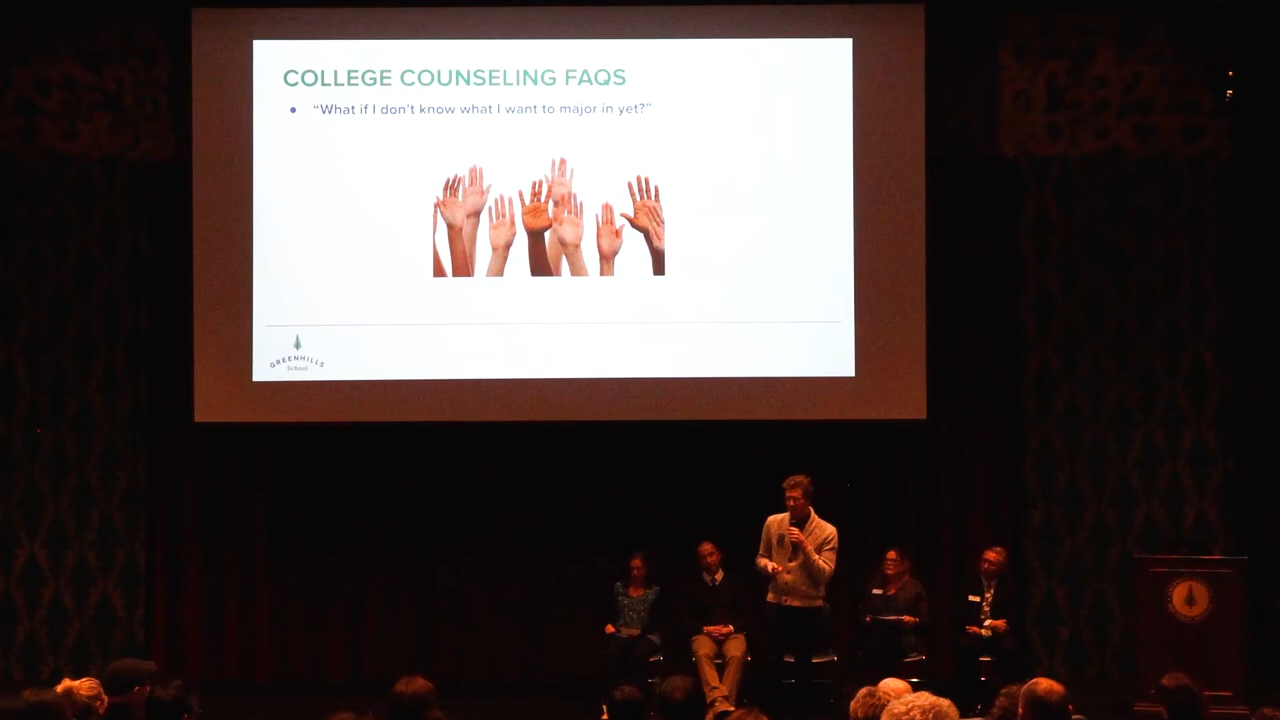 COLLEGE COUNSELING FAQS
• “What if I don't know what I want to major in yet?”
GREENHILLS
School